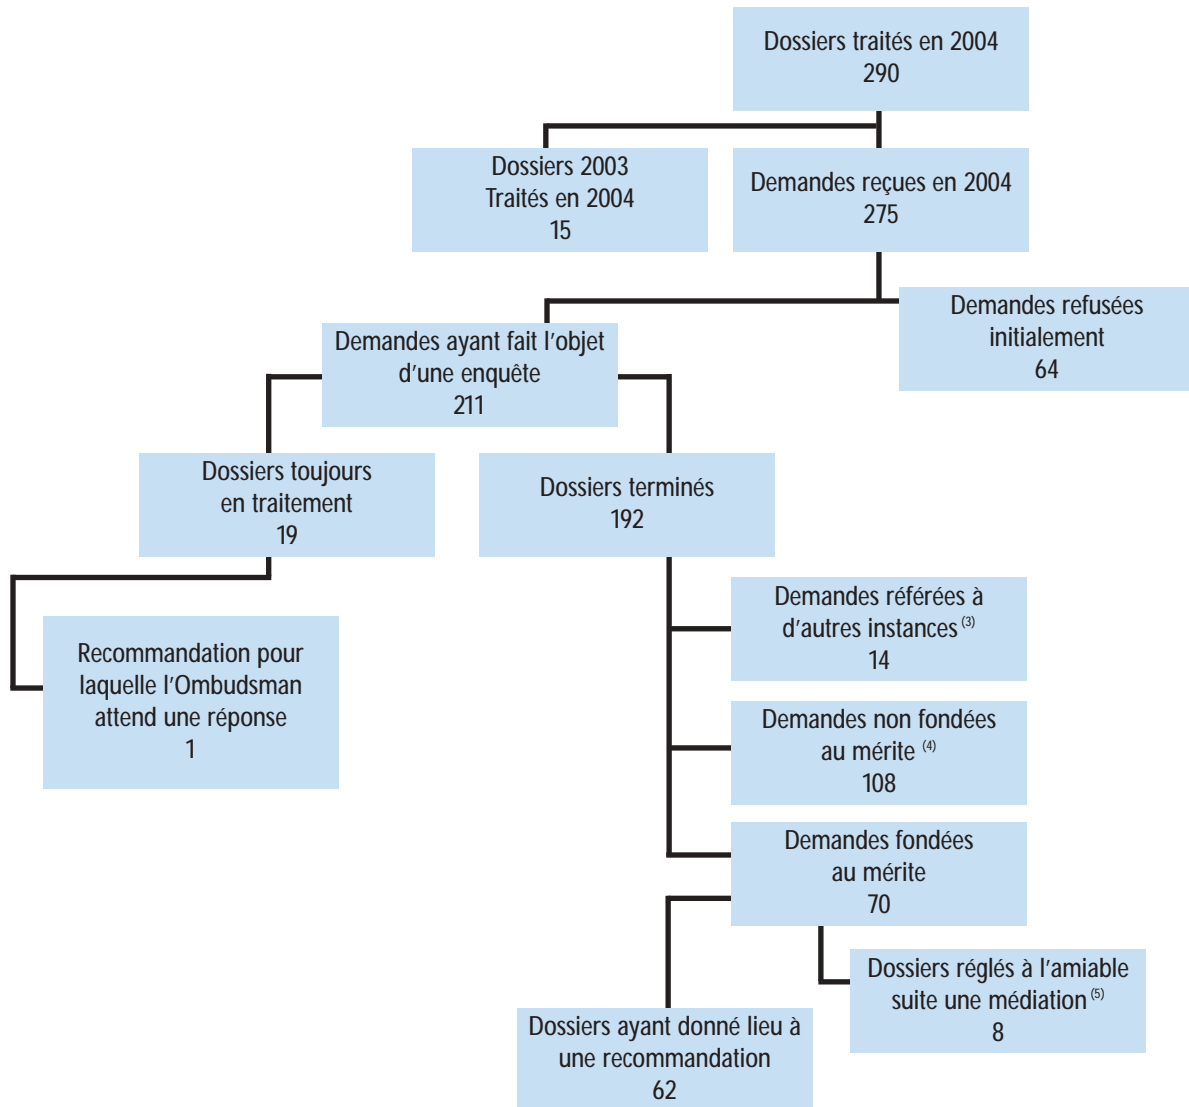 Dossiers traités en 2004
290
Dossiers 2003
Traités en 2004
15
Demandes reçues en 2004
275
Demandes refusées
initialement
64
Demandes ayant fait l'objet
d'une enquête
211
Dossiers toujours
en traitement
19
Dossiers terminés
192
Recommandation pour
laquelle l'Ombudsman
attend une réponse
1
Demandes référées à
d'autres instances (3)
14
Demandes non fondées
au mérite (4)
108
Demandes fondées
au mérite
70
Dossiers réglés à l'amiable
suite une médiation (5)
8
Dossiers ayant donné lieu à
une recommandation
62